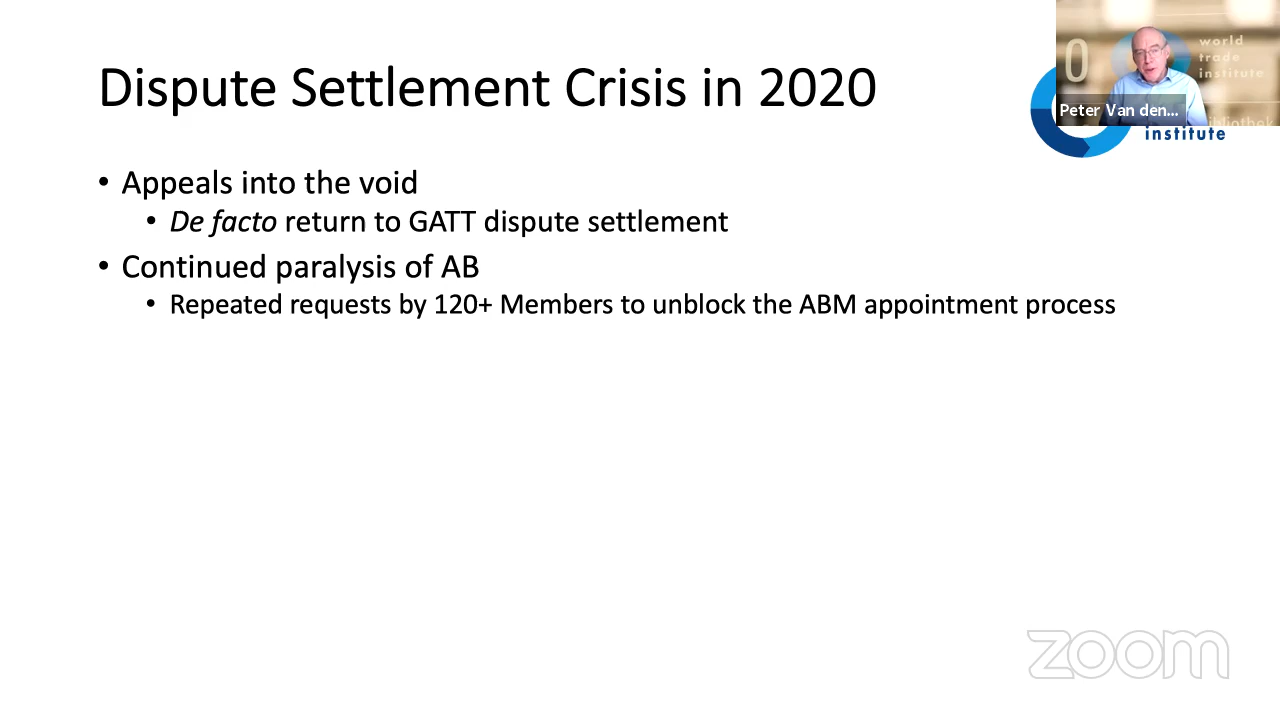 Dispute Settlement Crisis in 2020
world
trade
institute
Peter Van den...
institute
• Appeals into the void
• De facto return to GATT dispute settlement
• Continued paralysis of AB
• Repeated requests by 120+ Members to unblock the ABM appointment process
zoom